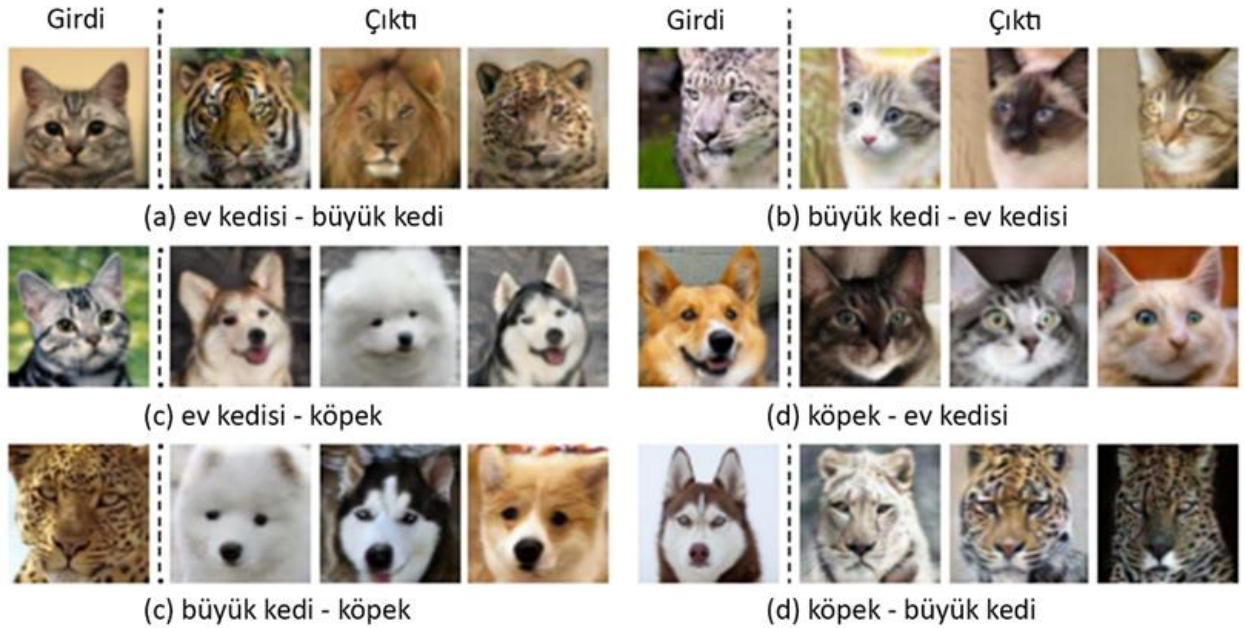 Girdi
Çıktı
Girdi
Çıktı
(a) ev kedisi - büyük kedi
(b) büyük kedi - ev kedisi
(c) ev kedisi - köpek
(d) köpek - ev kedisi
(c) büyük kedi - köpek
(d) köpek - büyük kedi